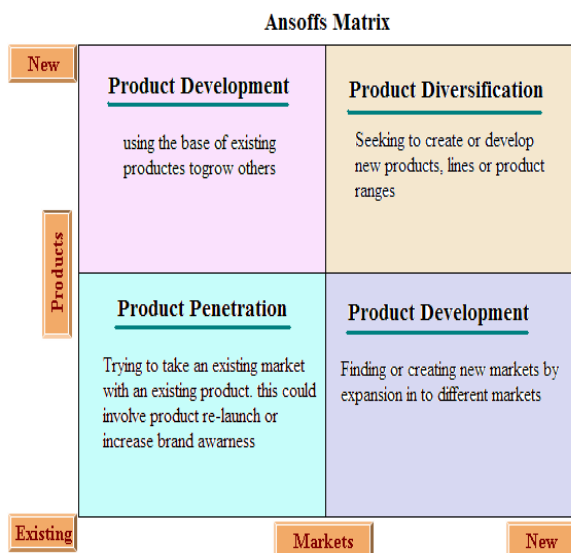 Ansoffs Matrix
New
Product Development
using the base of existing
productes togrow others
Product Diversification
Seeking to create or develop
new products, lines or product
ranges
Products
Product Penetration
Trying to take an existing market
with an existing product. this could
involve product re-launch or
increase brand awarness
Product Development
Finding or creating new markets by
expansion in to different markets
Existing
Markets
New